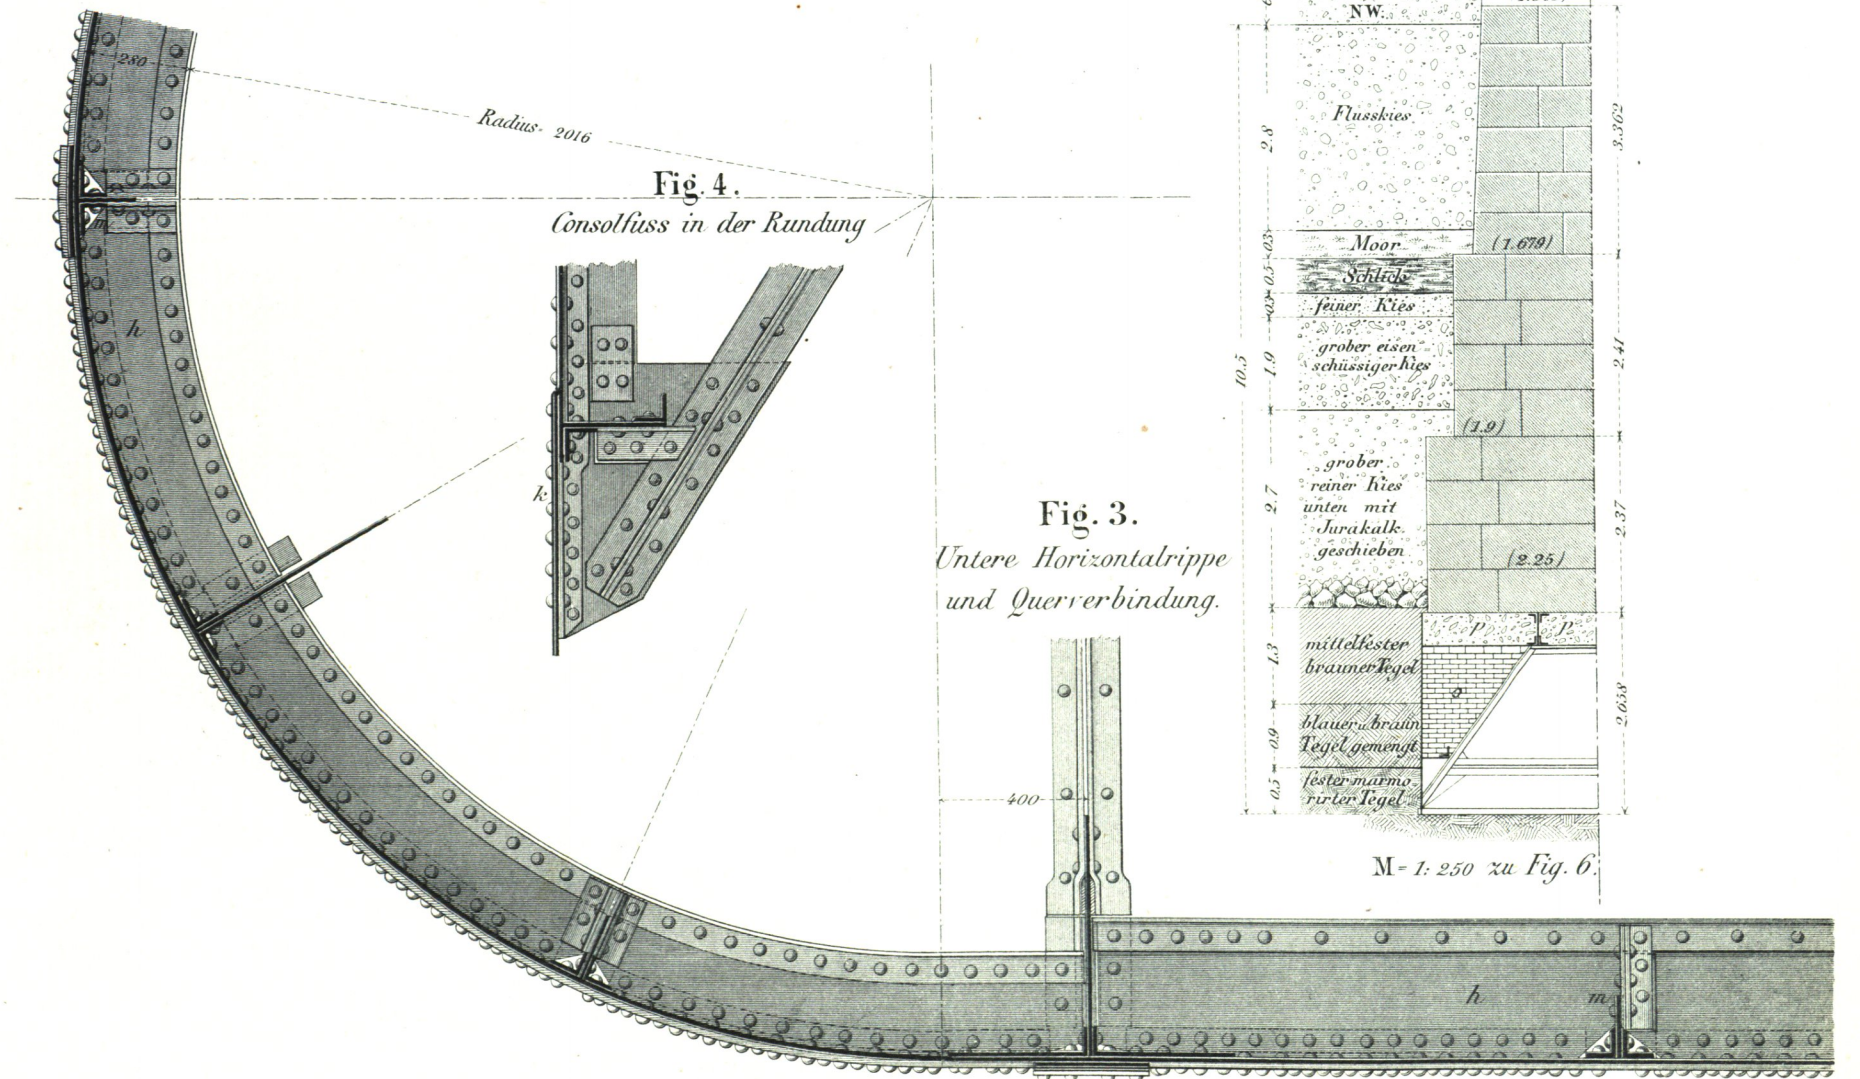 280
Radius= 2016
Fig. 4.
Consolfuss in der Rundung
m
h
k
Fig. 3.
Untere Horizontalrippe
und Querverbindung.
400
h
m
NW.
Flusskies
2.8
3.362
Moor
(1.679)
03
Schlick
0.5
feiner Kies
03
grober eisen
schüssiger Kies
1.9
10.5
2.41
(1.9)
grober
reiner Kies
unten mit
Jurakalk
geschieben
2.7
2.37
(2.25)
p
p
mittelfester
brauner Tegel
1.3
o
blauer u. braun
Tegel gemengt
0.9
2.658
fester marmo-
rirter Tegel
0.5
M= 1: 250 zu Fig. 6.